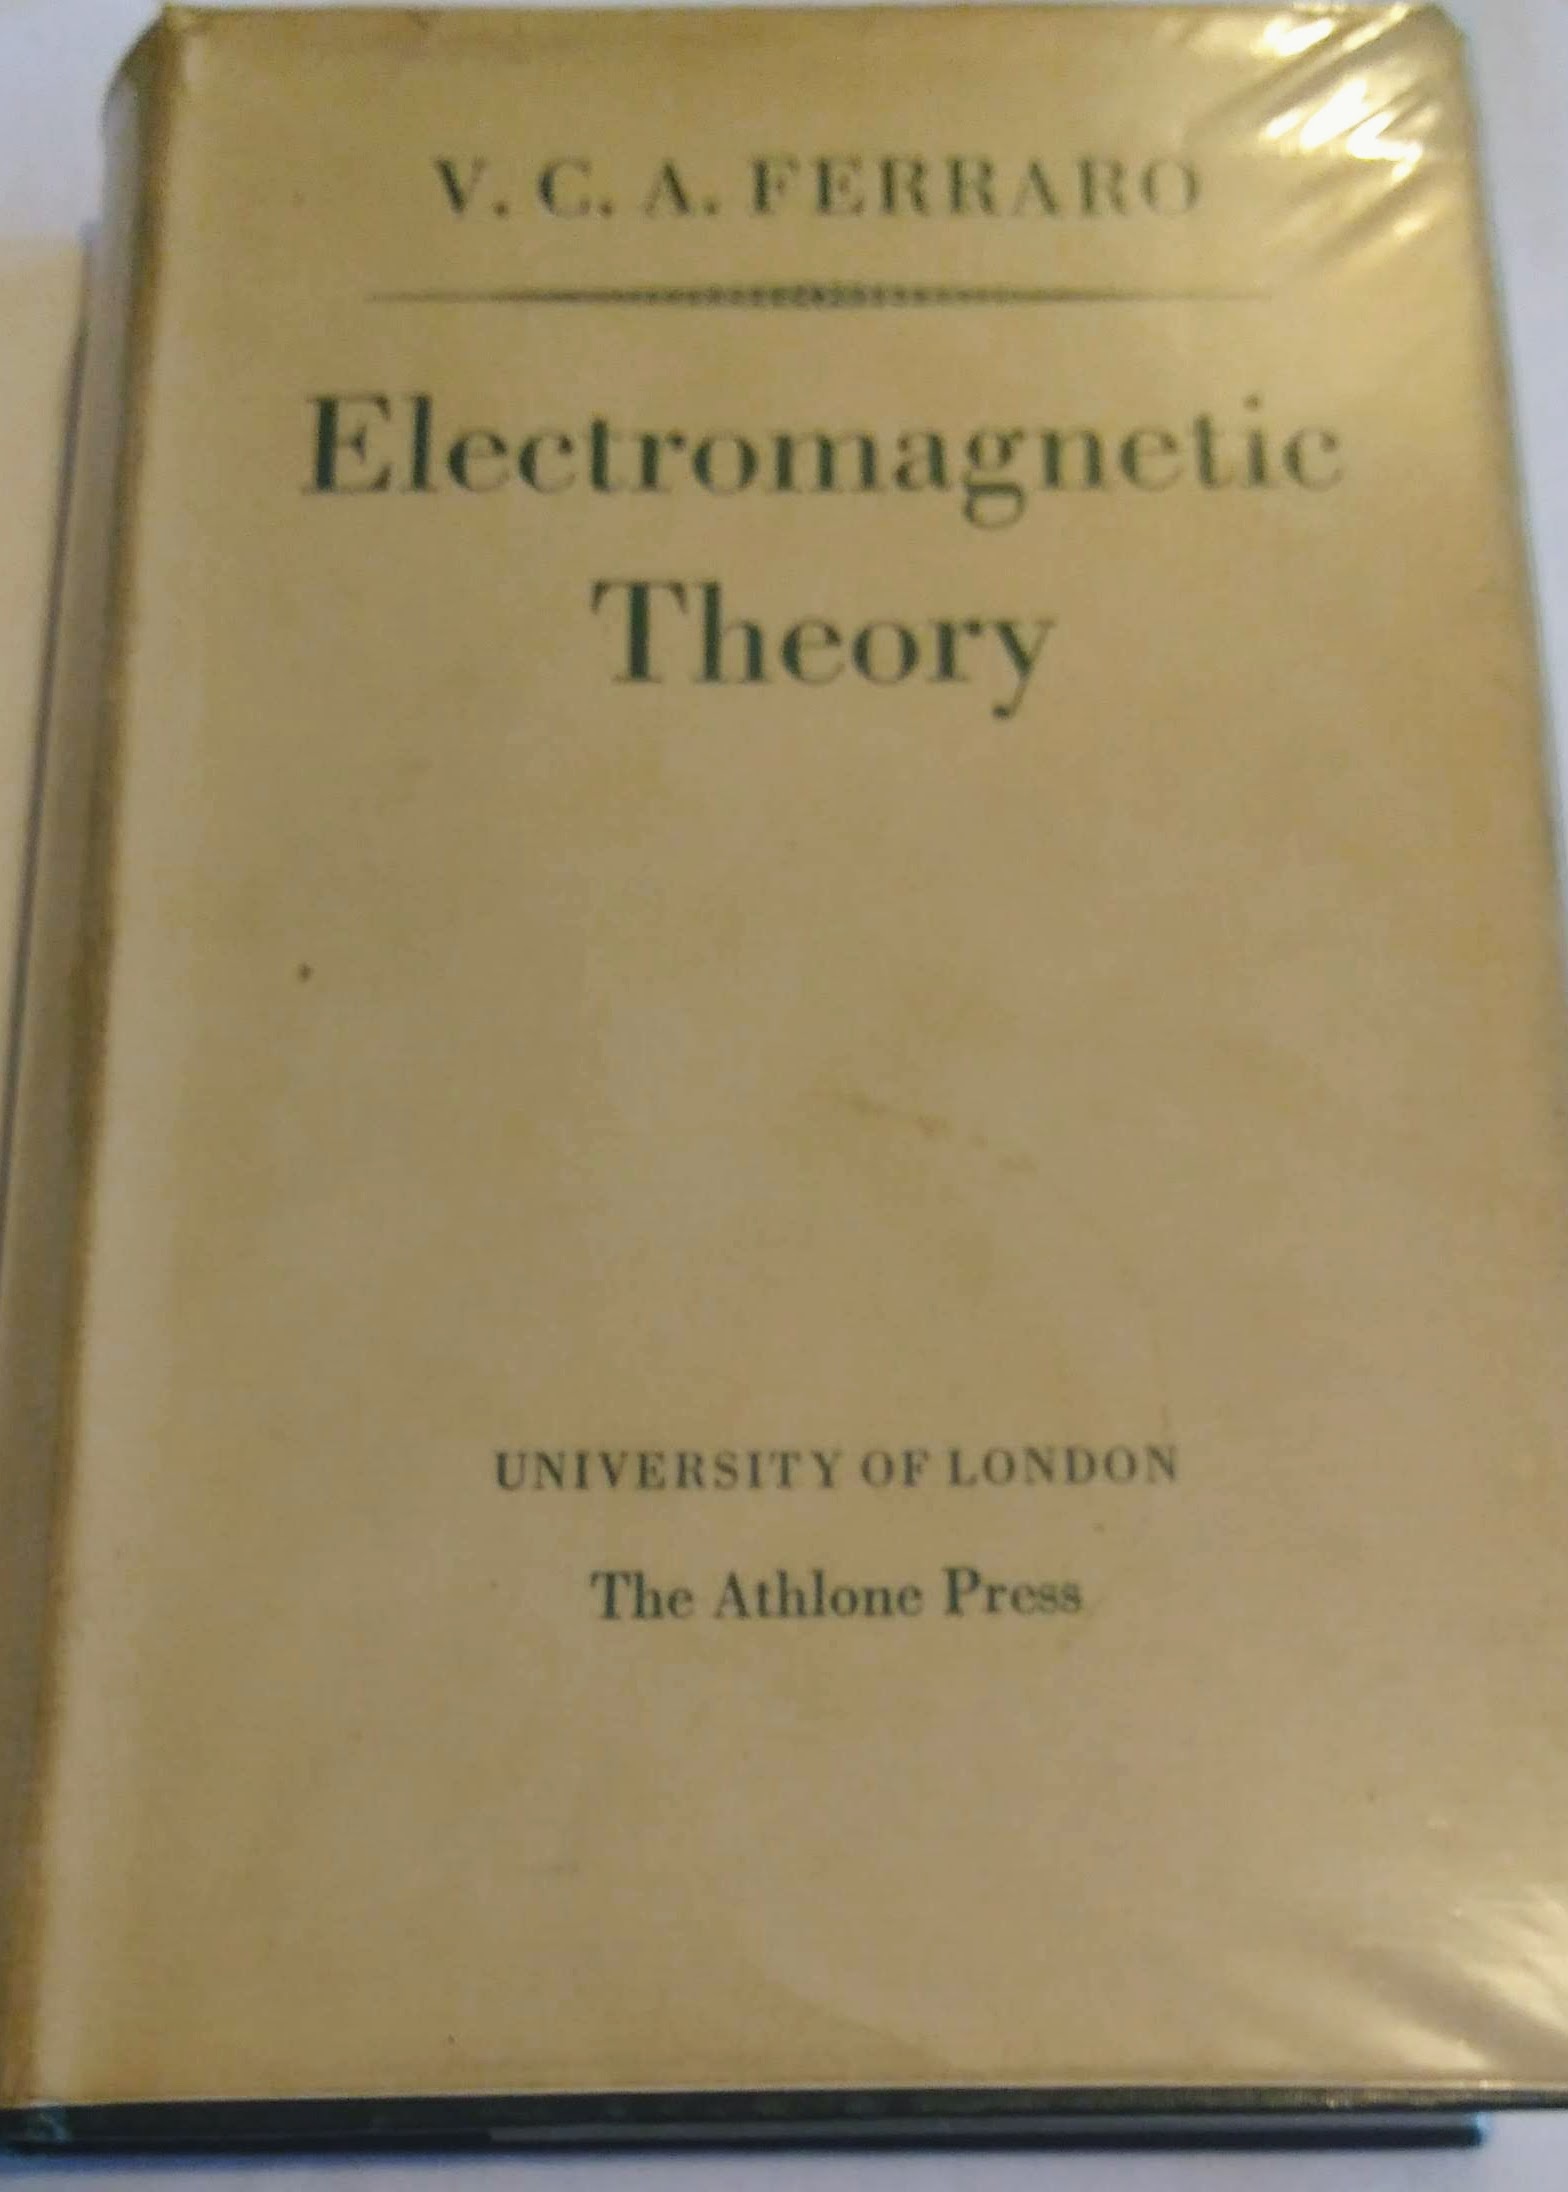 V. C. A. FERRARO
Electromagnetic
Theory
UNIVERSITY OF LONDON
The Athlone Press